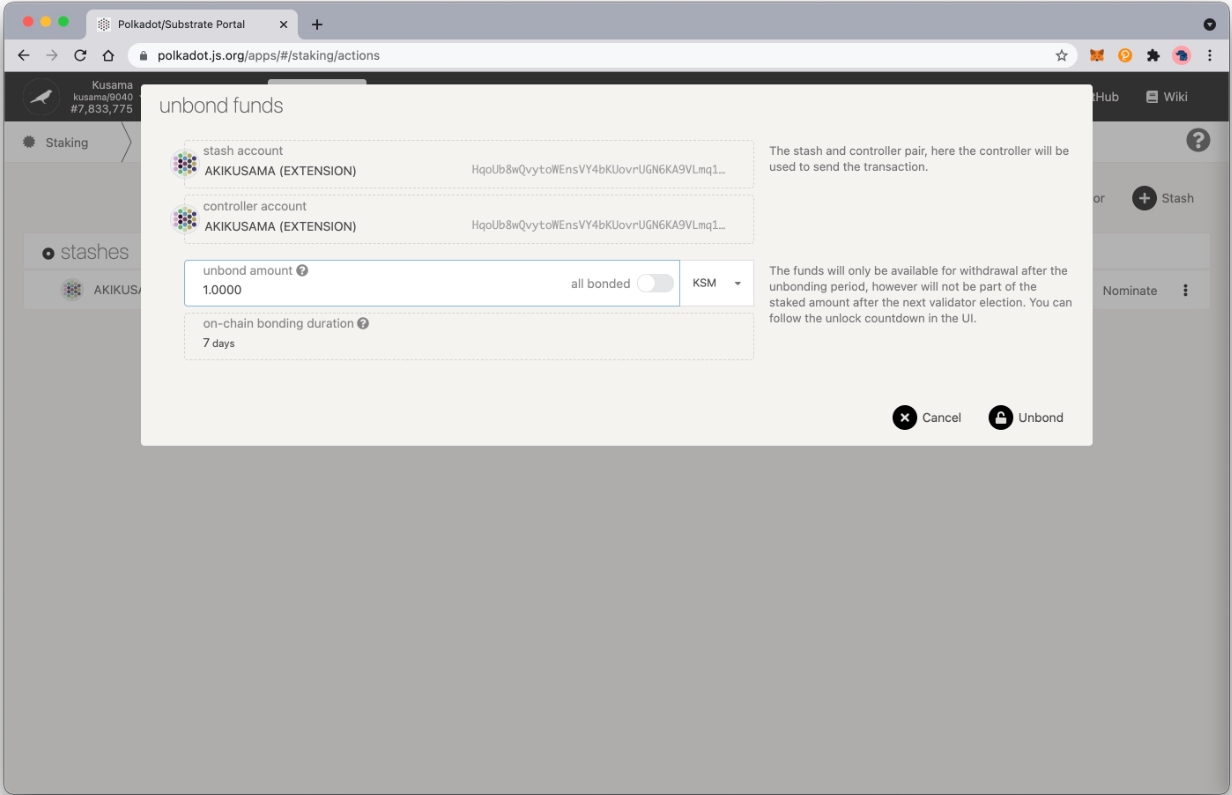 Polkadot/Substrate Portal
polkadot.js.org/apps/#/staking/actions
Kusama
kusama/9040
#7,833,775
Wiki
Staking
unbond funds
stash account
AKIKUSAMA (EXTENSION) HqoUb8wQvytoWEnsVY4bKUovrUGN6KA9VLmq1…
The stash and controller pair, here the controller will be
used to send the transaction.
controller account
AKIKUSAMA (EXTENSION) HqoUb8wQvytoWEnsVY4bKUovrUGN6KA9VLmq1…
Stash
stashes
unbond amount
1.0000
all bonded
KSM
The funds will only be available for withdrawal after the
unbonding period, however will not be part of the
staked amount after the next validator election. You can
follow the unlock countdown in the UI.
AKIKUSA
Nominate
on-chain bonding duration
7 days
Cancel
Unbond